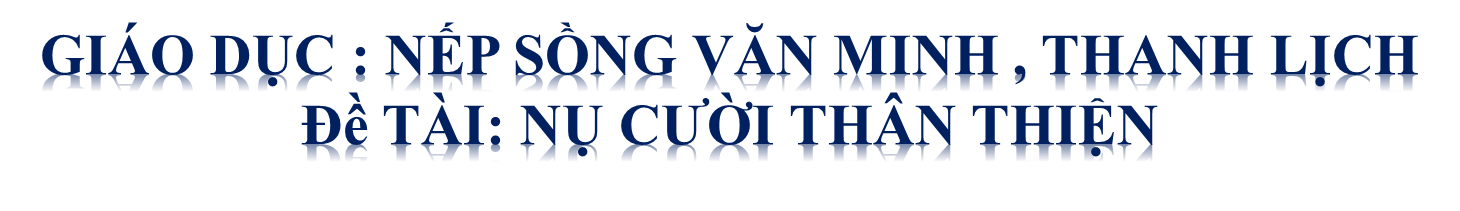 GIÁO DỤC : NẾP SỒNG VĂN MINH , THANH LỊCH
Đề TÀI: NỤ CƯỜI THÂN THIỆN